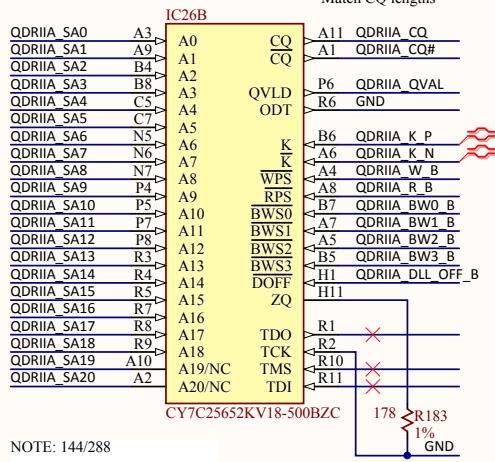 Match CQ lengths
IC26B
QDRIIA_SA0 A3 A0 CQ A11 QDRIIA_CQ
QDRIIA_SA1 A9 A1 CQ A1 QDRIIA_CQ#
QDRIIA_SA2 B4 A2
QDRIIA_SA3 B8 A3 QVLD P6 QDRIIA_QVAL
QDRIIA_SA4 C5 A4 ODT R6 GND
QDRIIA_SA5 C7 A5
QDRIIA_SA6 N5 A6 K B6 QDRIIA_K_P
QDRIIA_SA7 N6 A7 K A6 QDRIIA_K_N
QDRIIA_SA8 N7 A8 WPS A4 QDRIIA_W_B
QDRIIA_SA9 P4 A9 RPS A8 QDRIIA_R_B
QDRIIA_SA10 P5 A10 BWS0 B7 QDRIIA_BW0_B
QDRIIA_SA11 P7 A11 BWS1 A7 QDRIIA_BW1_B
QDRIIA_SA12 P8 A12 BWS2 A5 QDRIIA_BW2_B
QDRIIA_SA13 R3 A13 BWS3 B5 QDRIIA_BW3_B
QDRIIA_SA14 R4 A14 DOFF H1 QDRIIA_DLL_OFF_B
QDRIIA_SA15 R5 A15 ZQ H11
QDRIIA_SA16 R7 A16
QDRIIA_SA17 R8 A17 TDO R1
QDRIIA_SA18 R9 A18 TCK R2
QDRIIA_SA19 A10 A19/NC TMS R10
QDRIIA_SA20 A2 A20/NC TDI R11
CY7C25652KV18-500BZC
178 R183
1%
GND
NOTE: 144/288